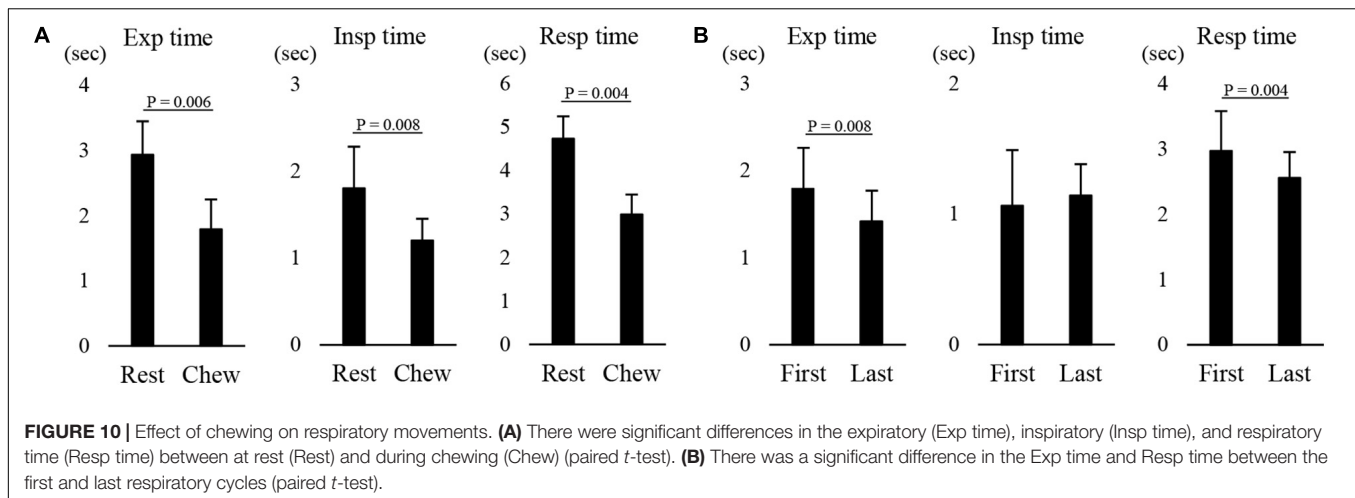 A
Exp time
(sec)
4
3
2
1
0
P = 0.006
Rest Chew
Insp time
(sec)
3
2
1
0
P = 0.008
Rest Chew
Resp time
(sec)
6
5
4
3
2
1
0
P = 0.004
Rest Chew
B
Exp time
(sec)
3
2
1
0
P = 0.008
First Last
Insp time
(sec)
2
1
0
First Last
Resp time
(sec)
4
3
2
1
0
P = 0.004
First Last
FIGURE 10 | Effect of chewing on respiratory movements. (A) There were significant differences in the expiratory (Exp time), inspiratory (Insp time), and respiratory
time (Resp time) between at rest (Rest) and during chewing (Chew) (paired t-test). (B) There was a significant difference in the Exp time and Resp time between the
first and last respiratory cycles (paired t-test).